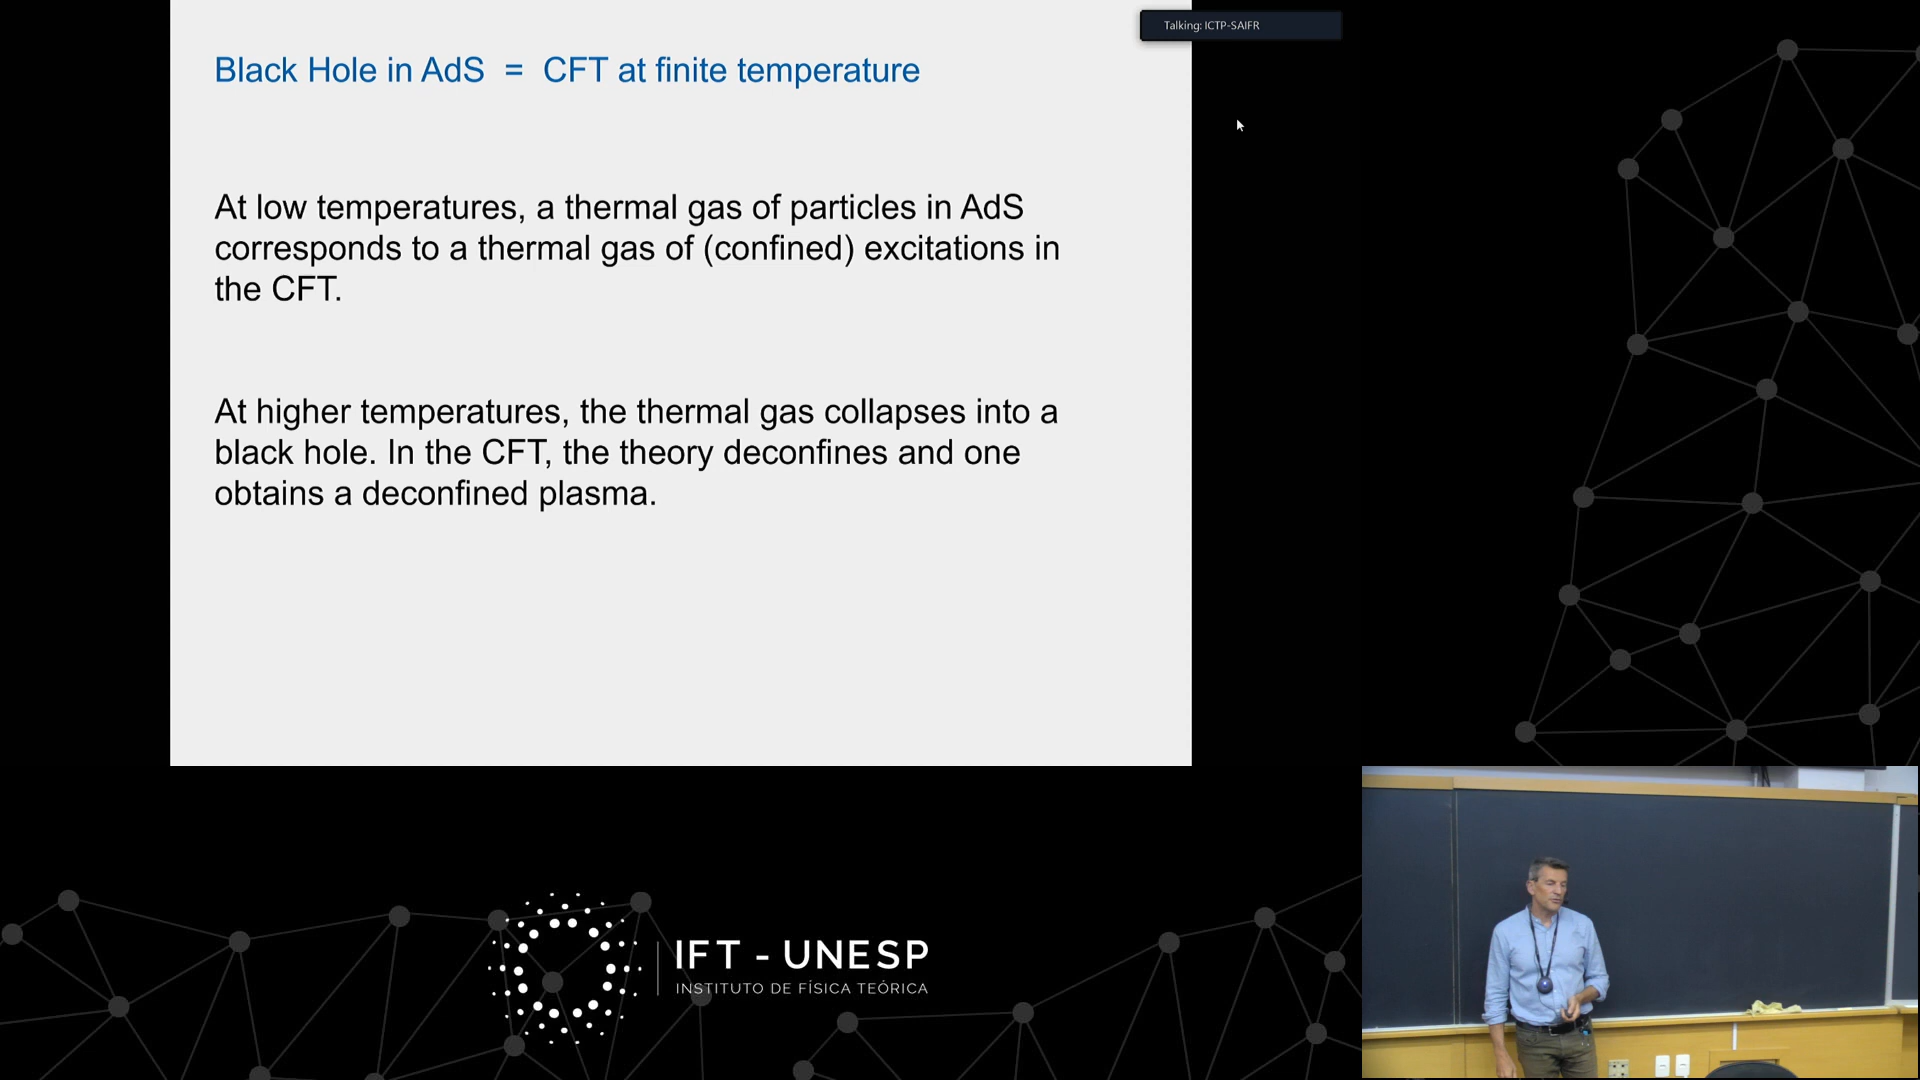 Talking: ICTP-SAIFR
Black Hole in AdS = CFT at finite temperature
At low temperatures, a thermal gas of particles in AdS
corresponds to a thermal gas of (confined) excitations in
the CFT.
At higher temperatures, the thermal gas collapses into a
black hole. In the CFT, the theory deconfines and one
obtains a deconfined plasma.
IFT - UNESP
INSTITUTO DE FÍSICA TEÓRICA